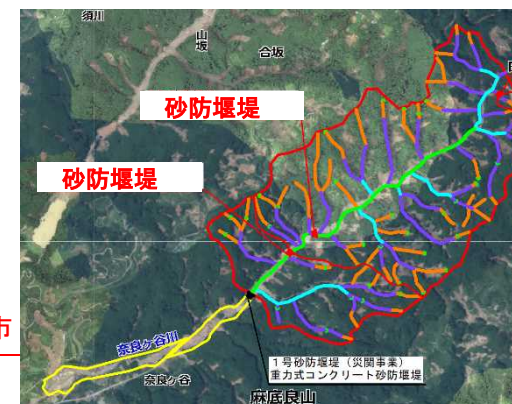 須川
山坂
合坂
砂防堰堤
砂防堰堤
市
奈良ヶ谷川
奈良ヶ谷
1号砂防堰堤（災関事業）
重力式コンクリート砂防堰堤
麻底良山